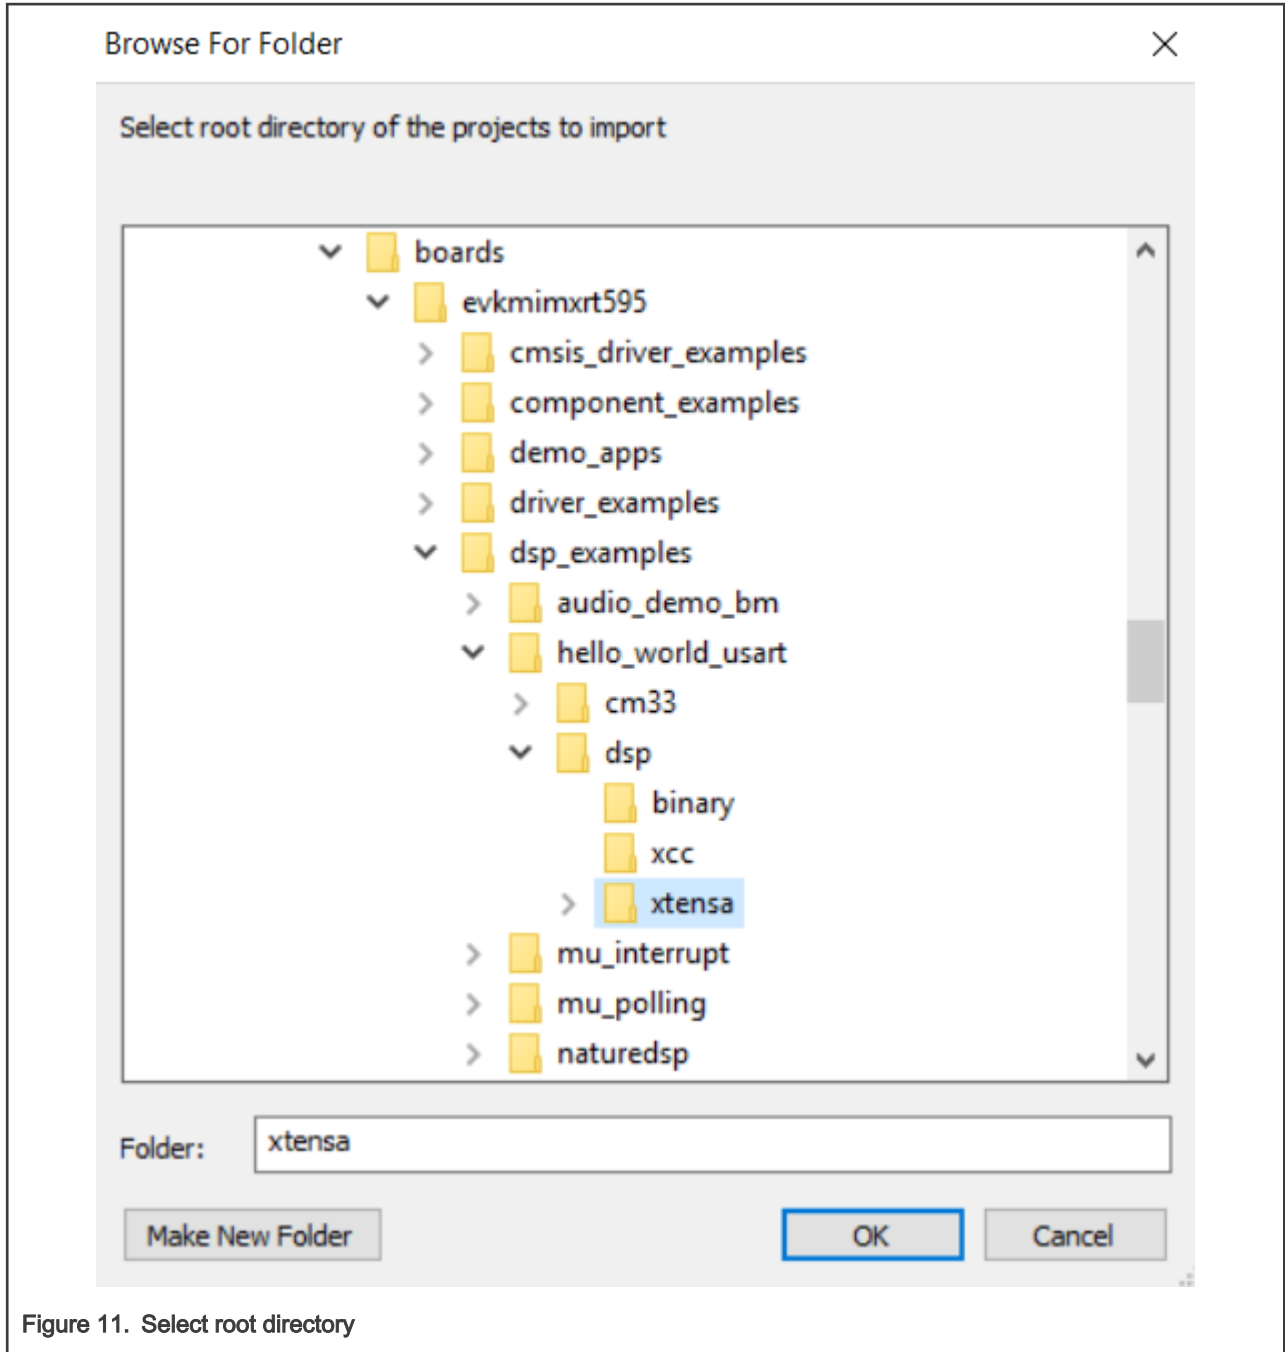 Browse For Folder
Select root directory of the projects to import
boards
evkmimxrt595
cmsis_driver_examples
component_examples
demo_apps
driver_examples
dsp_examples
audio_demo_bm
hello_world_usart
cm33
dsp
binary
xcc
xtensa
mu_interrupt
mu_polling
naturedsp
Folder: xtensa
Make New Folder OK Cancel
Figure 11. Select root directory